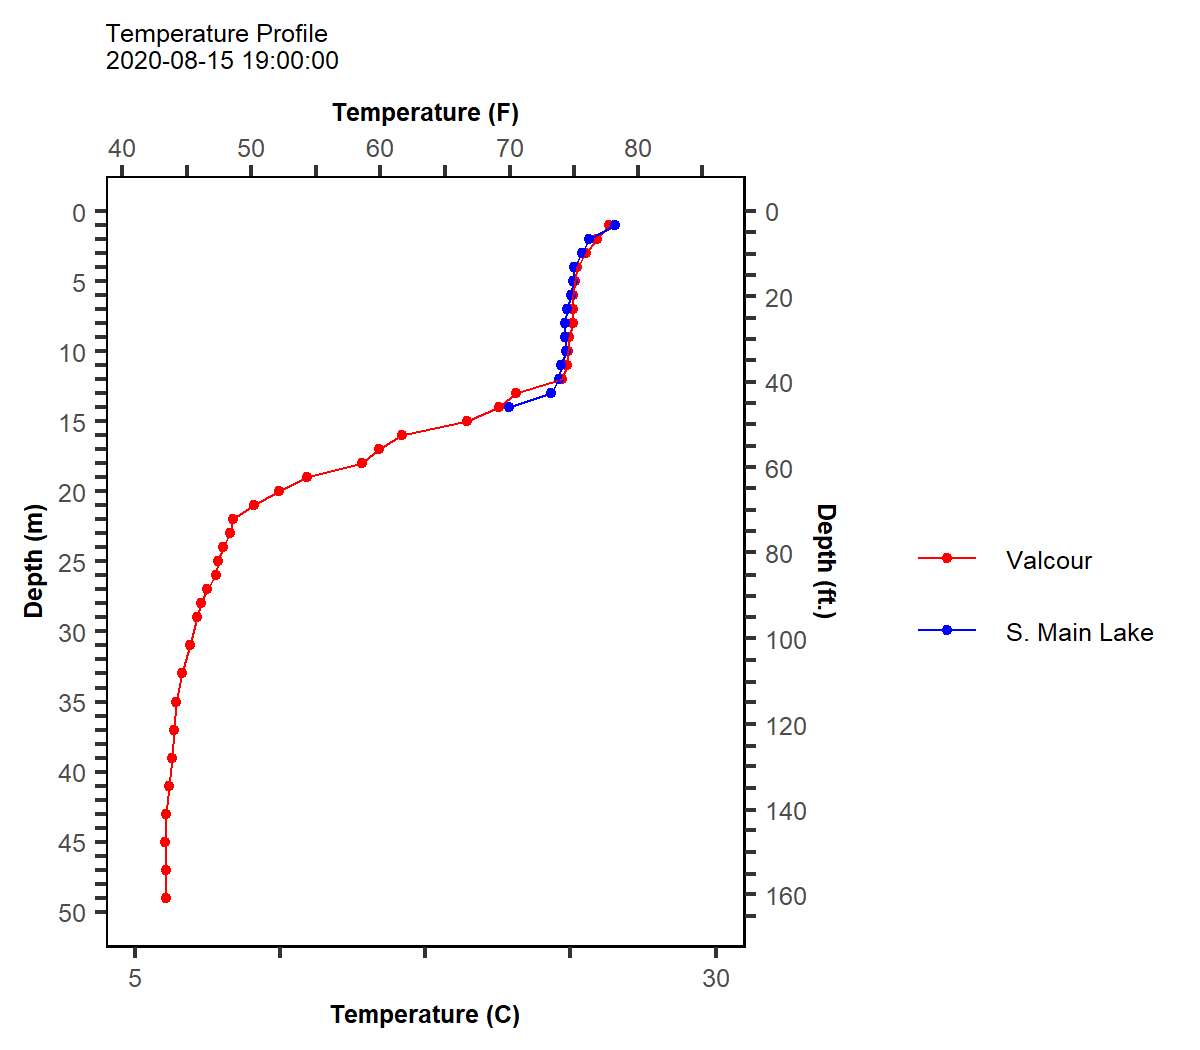 Temperature Profile
2020-08-15 19:00:00
Temperature (F)
40 50 60 70 80
0
5
10
15
20
25
30
35
40
45
50
Depth (m)
0
20
40
60
80
100
120
140
160
Depth (ft.)
Valcour
S. Main Lake
5 30
Temperature (C)